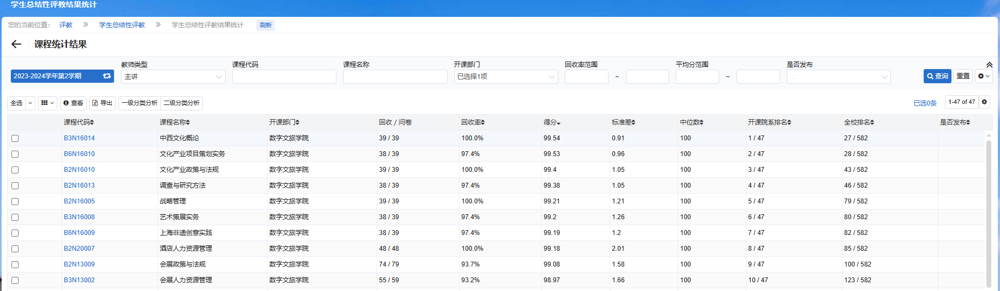 学生总结性评教结果统计
您的当前位置： 评教 » 学生总结性评教 » 学生总结性评教结果统计 刷新
课程统计结果
教师类型 课程代码 课程名称 开课部门 回收率范围 平均分范围 是否发布
2023-2024学年第2学期 主讲 已选择1项 ~ ~ ... 查询 重置
全选 查看 导出 一级分类分析 二级分类分析 已选0条 1-47 of 47
课程代码 课程名称 开课部门 回收 / 问卷 回收率 得分 标准差 中位数 开课院系排名 全校排名 是否发布
B3N16014 中西文化概论 数字文旅学院 39 / 39 100.0% 99.54 0.91 100 1 / 47 27 / 582
B6N16010 文化产业项目策划实务 数字文旅学院 38 / 39 97.4% 99.53 0.96 100 2 / 47 28 / 582
B2N16010 文化产业政策与法规 数字文旅学院 39 / 39 100.0% 99.4 1.05 100 3 / 47 43 / 582
B2N16013 调查与研究方法 数字文旅学院 38 / 39 97.4% 99.38 1.05 100 4 / 47 46 / 582
B2N16005 战略管理 数字文旅学院 39 / 39 100.0% 99.21 1.21 100 5 / 47 79 / 582
B3N16008 艺术策展实务 数字文旅学院 38 / 39 97.4% 99.2 1.26 100 6 / 47 80 / 582
B6N16009 上海非遗创意实践 数字文旅学院 38 / 39 97.4% 99.19 1.2 100 7 / 47 82 / 582
B2N20007 酒店人力资源管理 数字文旅学院 48 / 48 100.0% 99.18 2.01 100 8 / 47 85 / 582
B2N13009 会展政策与法规 数字文旅学院 74 / 79 93.7% 99.08 1.58 100 9 / 47 100 / 582
B3N13002 会展人力资源管理 数字文旅学院 55 / 59 93.2% 98.97 1.66 100 10 / 47 123 / 582